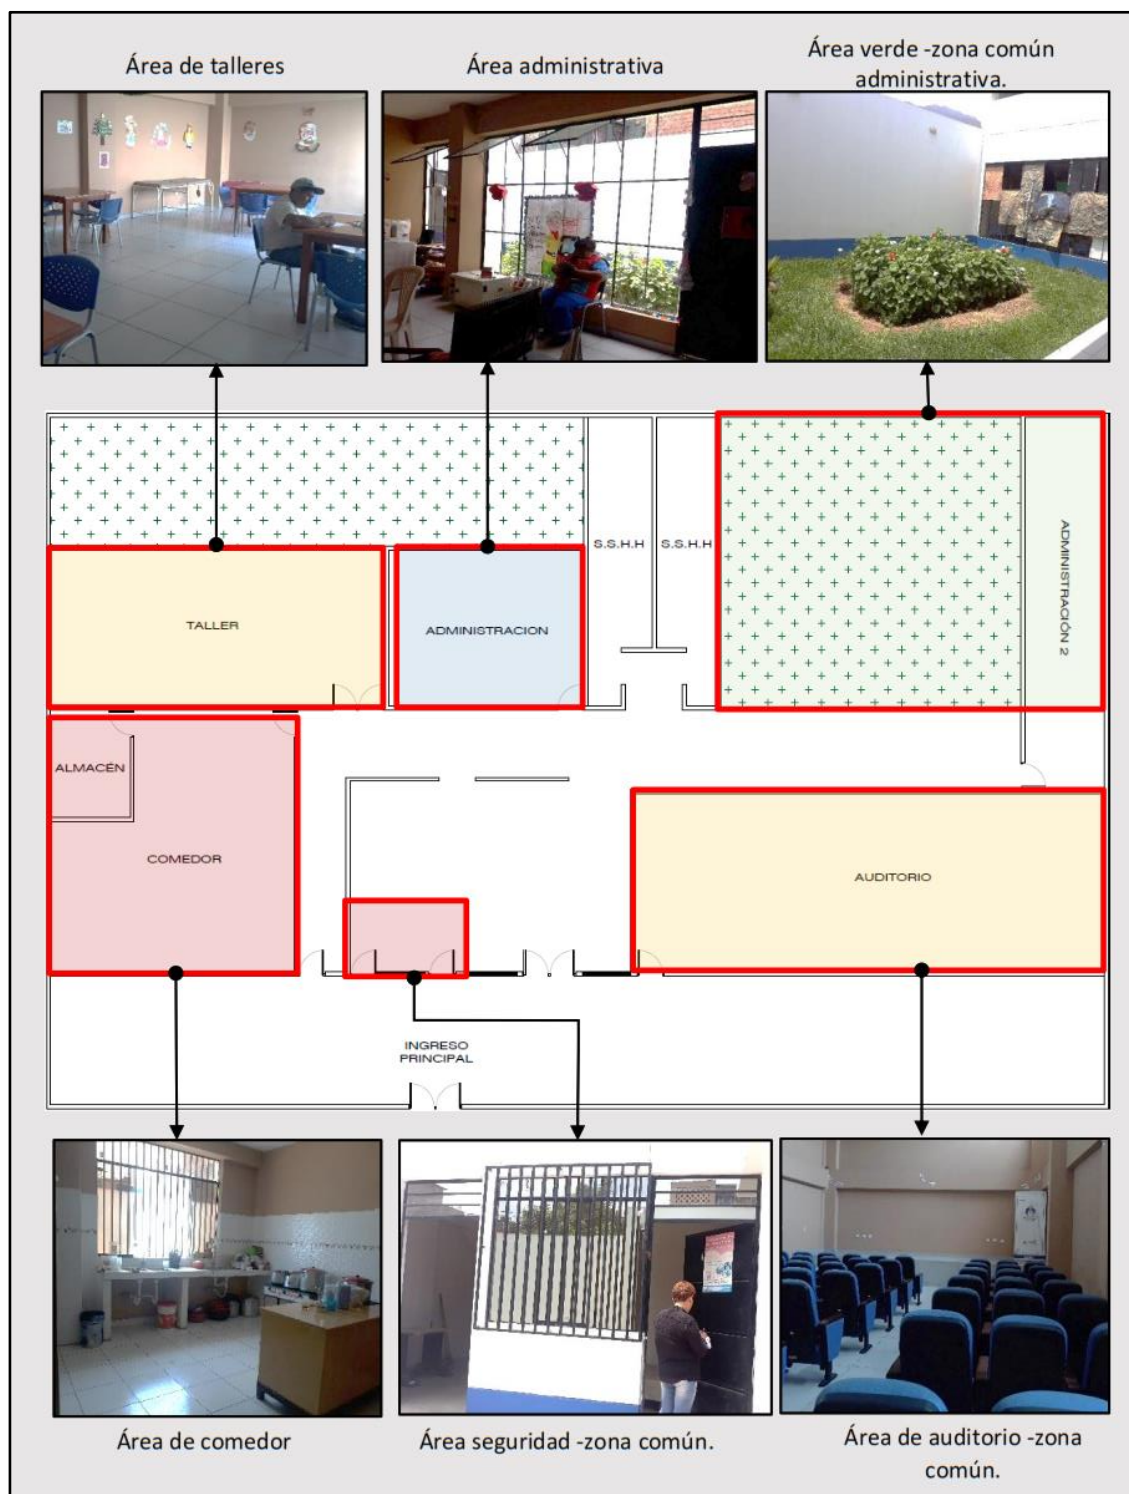 Área de talleres
Área administrativa
Área verde -zona común
administrativa.
S.S.H.H
S.S.H.H
ADMINISTRACIÓN 2
TALLER
ADMINISTRACION
ALMACÉN
COMEDOR
AUDITORIO
INGRESO
PRINCIPAL
Área de comedor
Área seguridad -zona común.
Área de auditorio -zona
común.